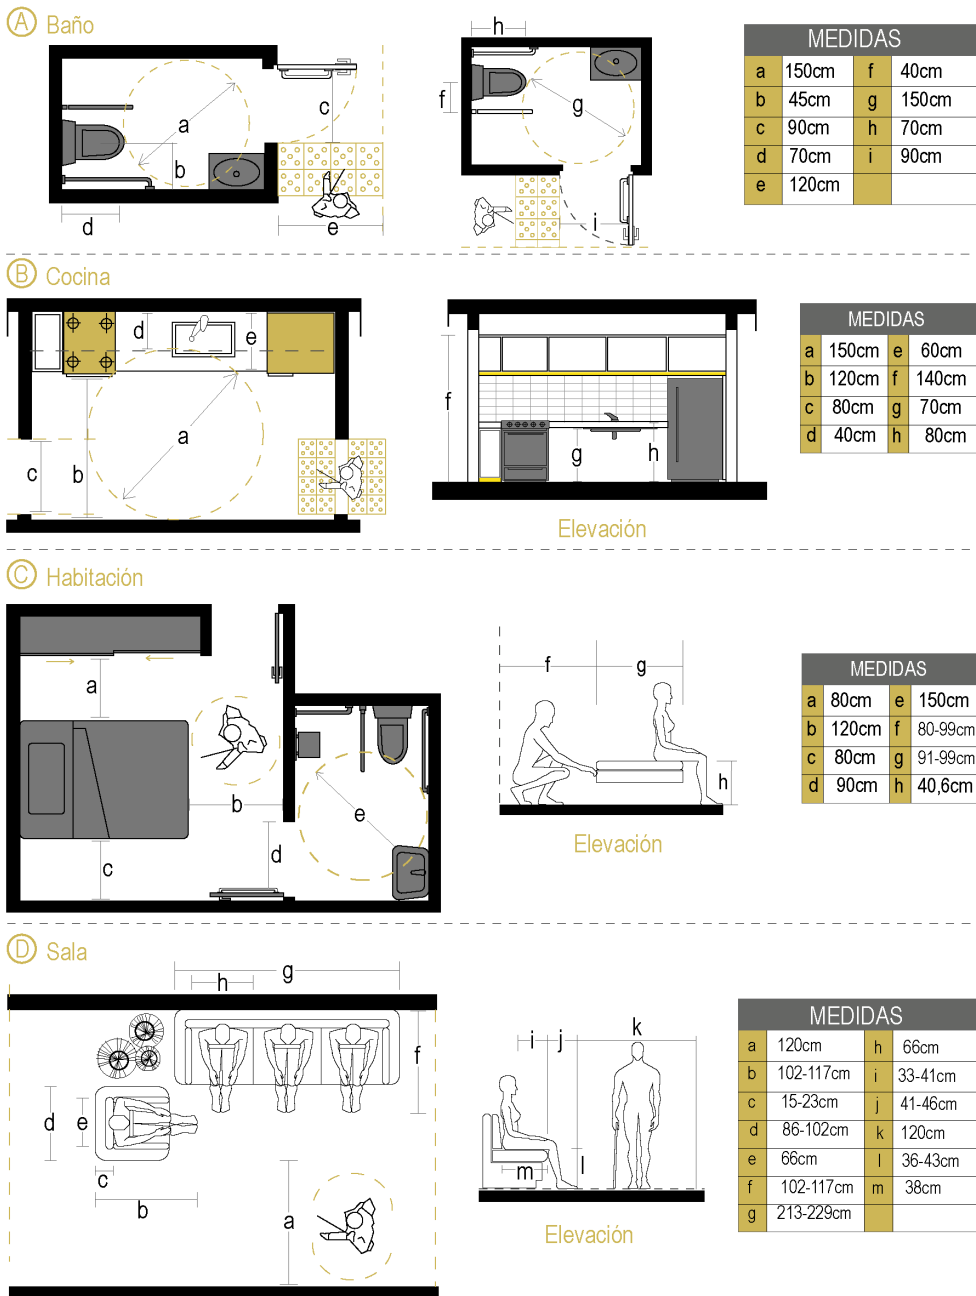 A Baño
h
c
a
b
d
e
f
g
i
MEDIDAS
a 150cm f 40cm
b 45cm g 150cm
c 90cm h 70cm
d 70cm i 90cm
e 120cm
B Cocina
d
e
a
c
b
f
g
h
Elevación
MEDIDAS
a 150cm e 60cm
b 120cm f 140cm
c 80cm g 70cm
d 40cm h 80cm
C Habitación
a
b
c
d
e
f
g
h
Elevación
MEDIDAS
a 80cm e 150cm
b 120cm f 80-99cm
c 80cm g 91-99cm
d 90cm h 40,6cm
D Sala
g
h
f
d
e
c
b
a
i
j
k
l
m
Elevación
MEDIDAS
a 120cm h 66cm
b 102-117cm i 33-41cm
c 15-23cm j 41-46cm
d 86-102cm k 120cm
e 66cm l 36-43cm
f 102-117cm m 38cm
g 213-229cm